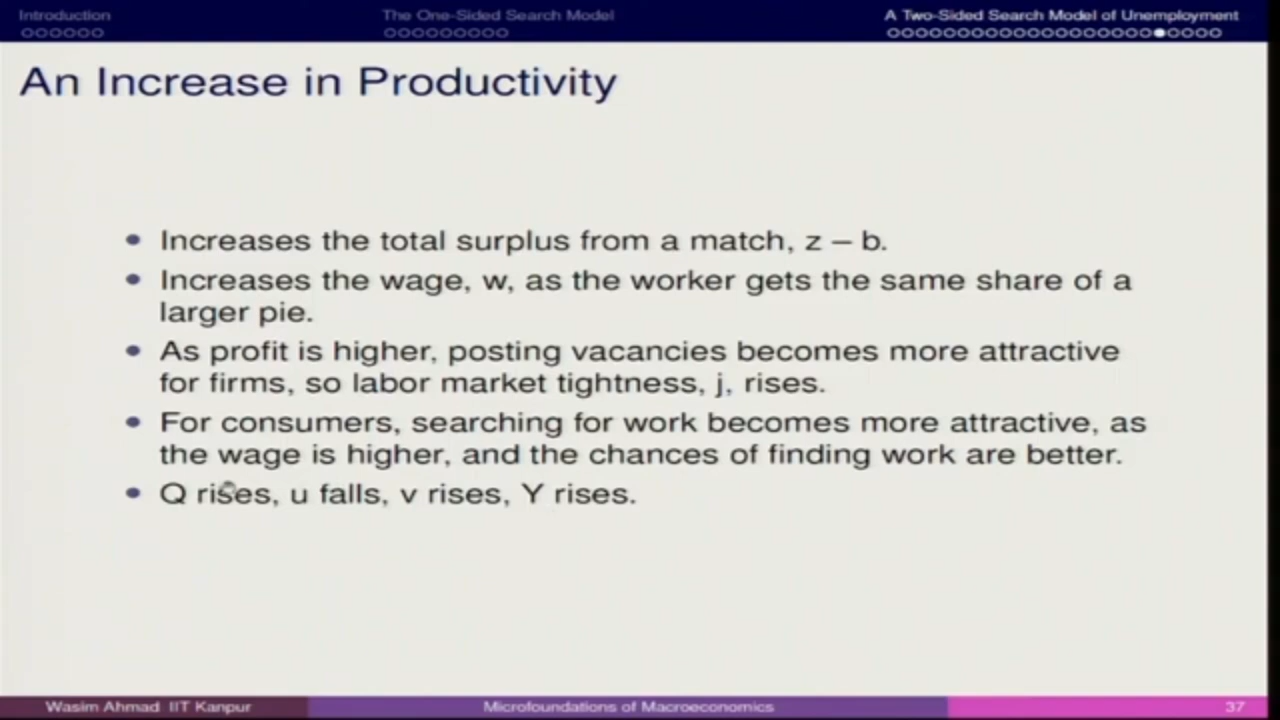 Introduction
The One-Sided Search Model
A Two-Sided Search Model of Unemployment
An Increase in Productivity
• Increases the total surplus from a match, z – b.
• Increases the wage, w, as the worker gets the same share of a
larger pie.
• As profit is higher, posting vacancies becomes more attractive
for firms, so labor market tightness, j, rises.
• For consumers, searching for work becomes more attractive, as
the wage is higher, and the chances of finding work are better.
• Q rises, u falls, v rises, Y rises.
Wasim Ahmad IIT Kanpur
Microfoundations of Macroeconomics
37